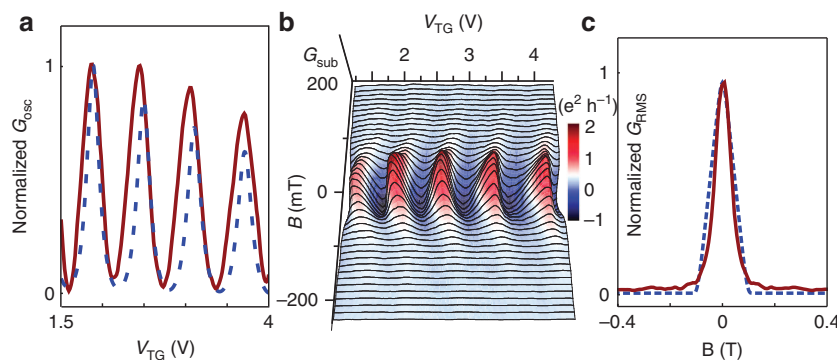 a
Normalized G_osc
1
0
1.5
4
V_TG (V)
b
V_TG (V)
G_sub
2
3
4
200
0
−200
B (mT)
(e² h⁻¹)
2
1
0
−1
c
Normalized G_RMS
1
0
−0.4
0
0.4
B (T)